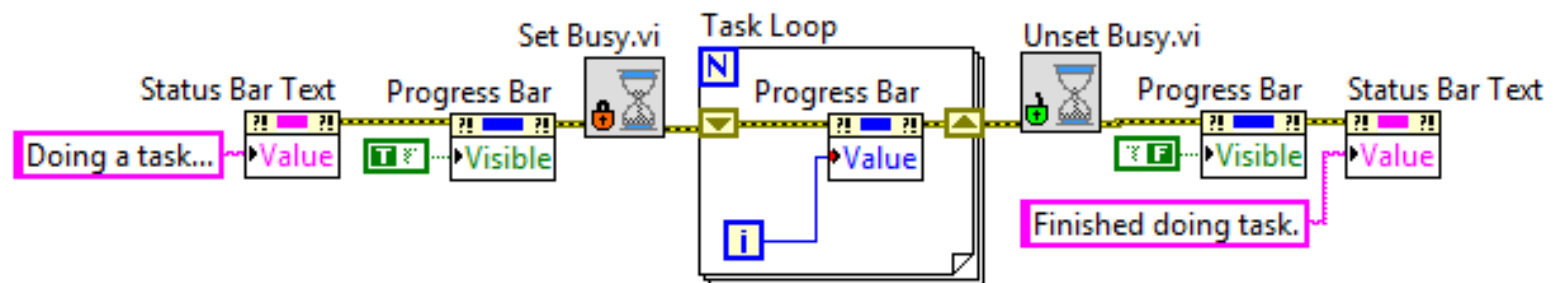 Set Busy.vi
Task Loop
Unset Busy.vi
N
Status Bar Text
Progress Bar
Progress Bar
Progress Bar
Status Bar Text
?! ?!
?! ?!
?! ?!
?! ?!
?! ?!
Doing a task...
Value
T
Visible
Value
F
Visible
Value
i
Finished doing task.